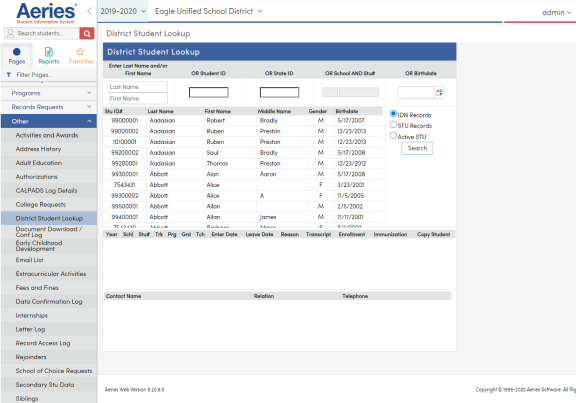 Aeries
Student Information System
2019-2020
Eagle Unified School District
admin
Search students...
District Student Lookup
Pages
Reports
Favorites
Filter Pages...
Programs
Records Requests
Other
Activities and Awards
Address History
Adult Education
Authorizations
CALPADS Log Details
College Requests
District Student Lookup
Document Download / Conf Log
Early Childhood Development
Email List
Extracurricular Activities
Fees and Fines
Data Confirmation Log
Internships
Letter Log
Record Access Log
Rejoinders
School of Choice Requests
Secondary Stu Data
Siblings
District Student Lookup
Enter Last Name and/or
First Name OR Student ID OR State ID OR School AND Stu# OR Birthdate
Last Name
First Name
Stu ID# Last Name First Name Middle Name Gender Birthdate
99000001 Aadasian Robert Bradly M 5/17/2007
99000002 Aadasian Ruben Preston M 12/23/2013
10100001 Aadasian Ruben Preston M 12/23/2013
99200002 Aadasian Saul Bradly M 5/17/2008
99200001 Aadasian Thomas Preston M 12/23/2012
99300001 Abbott Alan Aaron M 5/17/2008
7543431 Abbott Alice F 3/23/2001
99300002 Abbott Alice A F 11/5/2005
99500001 Abbott Allan M 2/5/2002
99400001 Abbott Allan James M 11/11/2001
IDN Records
STU Records
Active STU
Search
Year Schl Stu# Trk Prg Grd Tch Enter Date Leave Date Reason Transcript Enrollment Immunization Copy Student
Contact Name Relation Telephone
Aeries Web Version 9.20.8.5
Copyright © 1995-2020 Aeries Software. All Rig